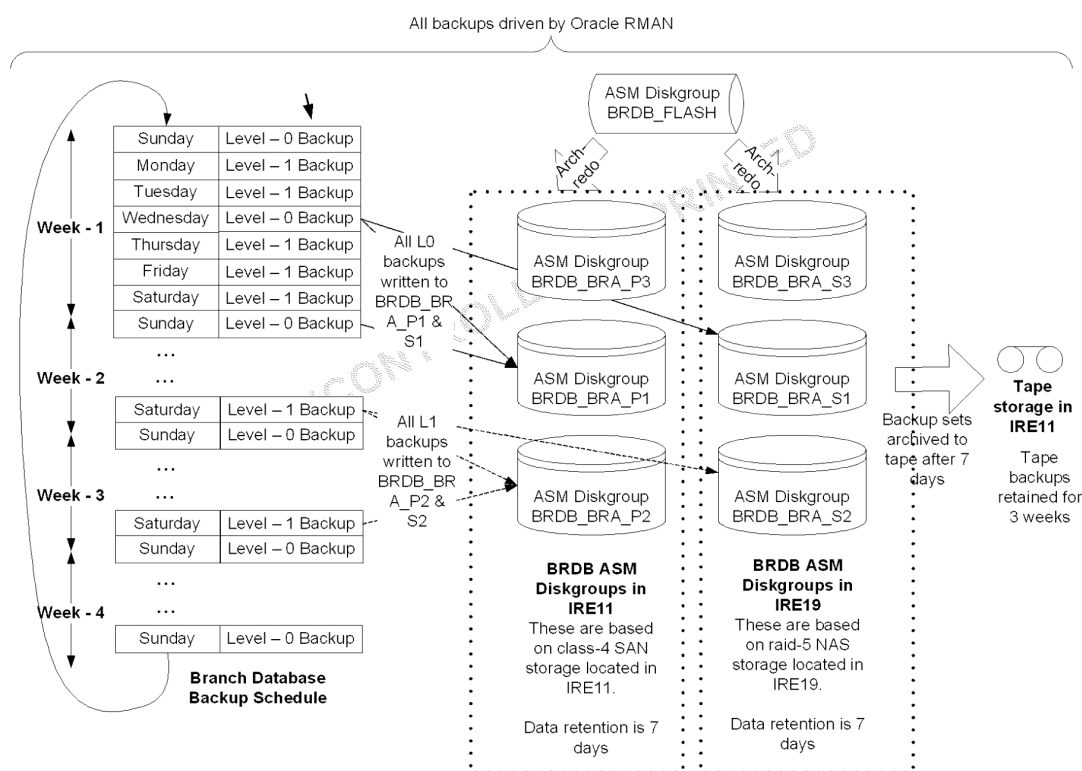 All backups driven by Oracle RMAN
ASM Diskgroup
BRDB_FLASH
Arch-
redo
Arch-
redo
Week - 1
Sunday Level – 0 Backup
Monday Level – 1 Backup
Tuesday Level – 1 Backup
Wednesday Level – 0 Backup
Thursday Level – 1 Backup
Friday Level – 1 Backup
Saturday Level – 1 Backup
Sunday Level – 0 Backup
Week - 2
...
...
Saturday Level – 1 Backup
Sunday Level – 0 Backup
Week - 3
...
...
Saturday Level – 1 Backup
Sunday Level – 0 Backup
Week - 4
...
...
Sunday Level – 0 Backup
Branch Database
Backup Schedule
All L0
backups
written to
BRDB_BR
A_P1 &
S1
All L1
backups
written to
BRDB_BR
A_P2 &
S2
ASM Diskgroup
BRDB_BRA_P3
ASM Diskgroup
BRDB_BRA_P1
ASM Diskgroup
BRDB_BRA_P2
BRDB ASM
Diskgroups in
IRE11
These are based
on class-4 SAN
storage located in
IRE11.
Data retention is 7
days
ASM Diskgroup
BRDB_BRA_S3
ASM Diskgroup
BRDB_BRA_S1
ASM Diskgroup
BRDB_BRA_S2
BRDB ASM
Diskgroups in
IRE19
These are based
on raid-5 NAS
storage located in
IRE19.
Data retention is 7
days
Backup sets
archived to
tape after 7
days
Tape
storage in
IRE11
Tape
backups
retained for
3 weeks